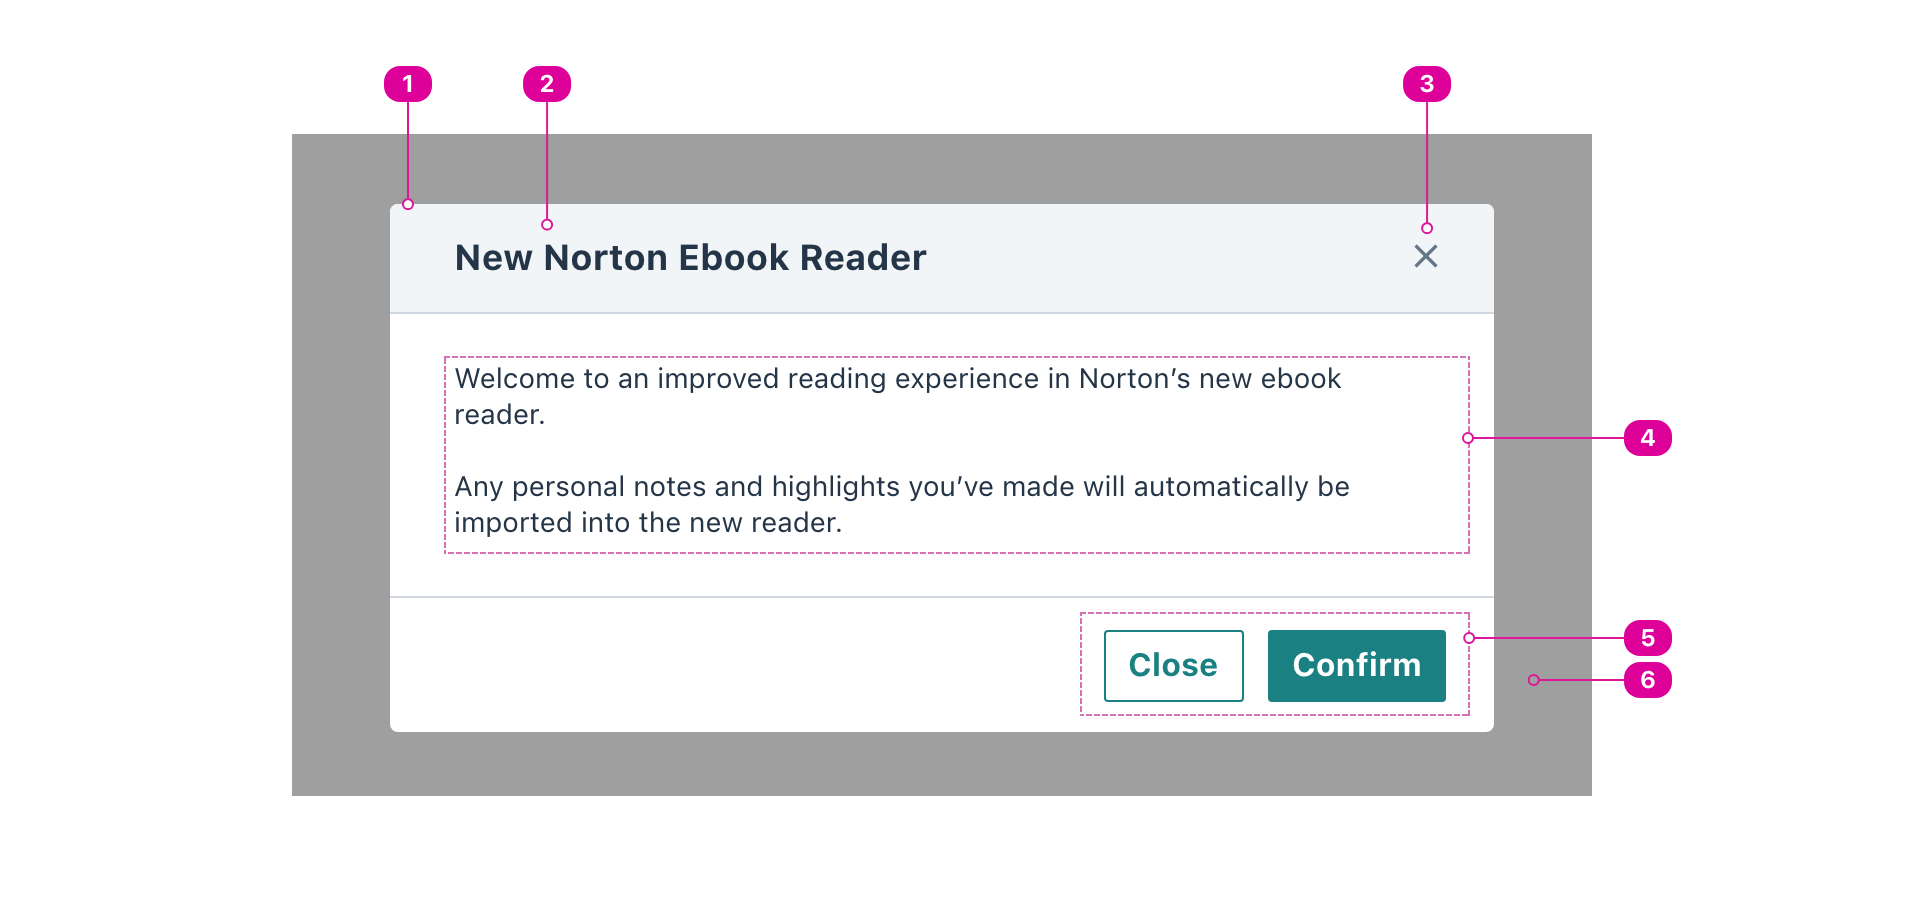 1 2 3
New Norton Ebook Reader
Welcome to an improved reading experience in Norton’s new ebook
reader.
4
Any personal notes and highlights you’ve made will automatically be
imported into the new reader.
Close Confirm
5
6